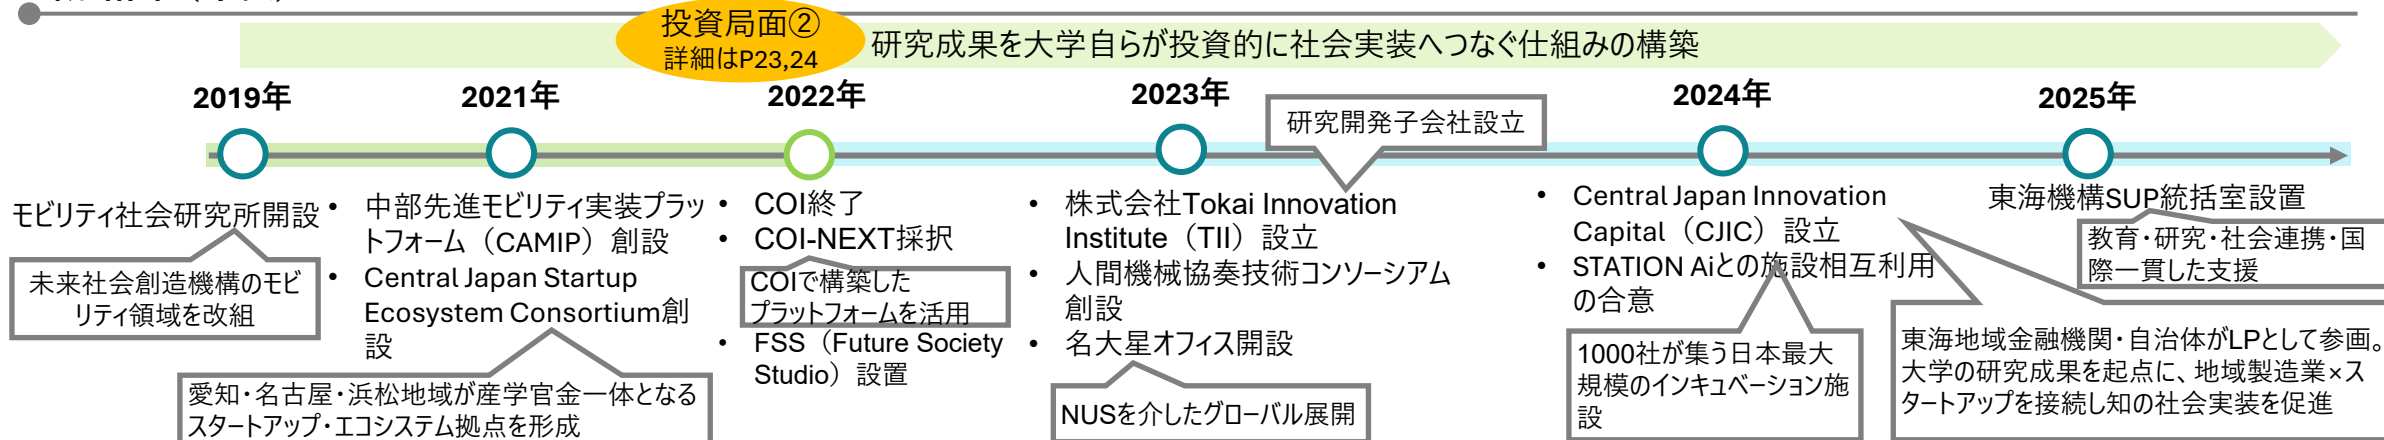 投資局面②
詳細はP23,24
研究成果を大学自らが投資的に社会実装へつなぐ仕組みの構築
2019年
2021年
2022年
2023年
2024年
2025年
モビリティ社会研究所開設
未来社会創造機構のモビ
リティ領域を改組
• 中部先進モビリティ実装プラッ
トフォーム（CAMIP）創設
• Central Japan Startup
Ecosystem Consortium創
設
愛知・名古屋・浜松地域が産学官金一体となる
スタートアップ・エコシステム拠点を形成
• COI終了
• COI-NEXT採択
COIで構築した
プラットフォームを活用
• FSS（Future Society
Studio）設置
研究開発子会社設立
• 株式会社Tokai Innovation
Institute（TII）設立
• 人間機械協奏技術コンソーシアム
創設
• 名大星オフィス開設
NUSを介したグローバル展開
• Central Japan Innovation
Capital（CJIC）設立
• STATION Aiとの施設相互利用
の合意
1000社が集う日本最大
規模のインキュベーション施
設
東海機構SUP統括室設置
教育・研究・社会連携・国
際一貫した支援
東海地域金融機関・自治体がLPとして参画。
大学の研究成果を起点に、地域製造業×ス
タートアップを接続し知の社会実装を促進